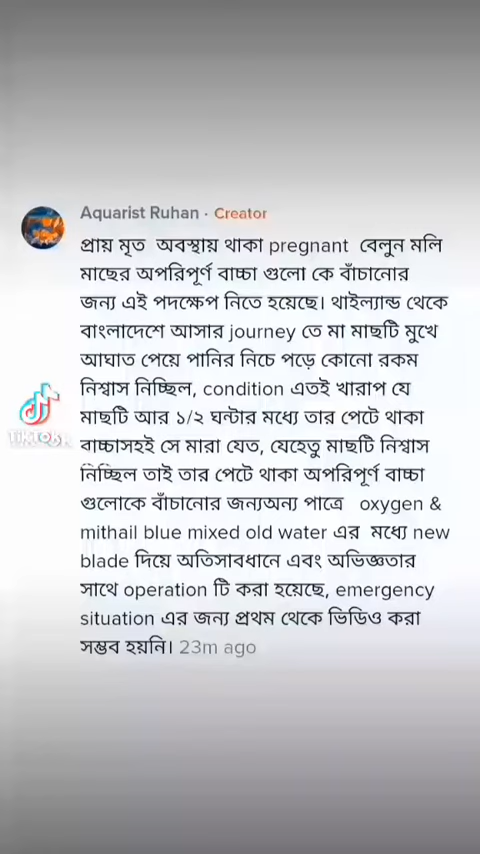 Aquarist Ruhan · Creator
প্রায় মৃত অবস্থায় থাকা pregnant বেলুন মলি
মাছের অপরিপূর্ণ বাচ্চা গুলো কে বাঁচানোর
জন্য এই পদক্ষেপ নিতে হয়েছে। থাইল্যান্ড থেকে
বাংলাদেশে আসার journey তে মা মাছটি মুখে
আঘাত পেয়ে পানির নিচে পড়ে কোনো রকম
নিশ্বাস নিচ্ছিল, condition এতই খারাপ যে
মাছটি আর ১/২ ঘন্টার মধ্যে তার পেটে থাকা
বাচ্চাসহই সে মারা যেত, যেহেতু মাছটি নিশ্বাস
নিচ্ছিল তাই তার পেটে থাকা অপরিপূর্ণ বাচ্চা
গুলোকে বাঁচানোর জন্যঅন্য পাত্রে oxygen &
mithail blue mixed old water এর মধ্যে new
blade দিয়ে অতিসাবধানে এবং অভিজ্ঞতার
সাথে operation টি করা হয়েছে, emergency
situation এর জন্য প্রথম থেকে ভিডিও করা
সম্ভব হয়নি। 23m ago